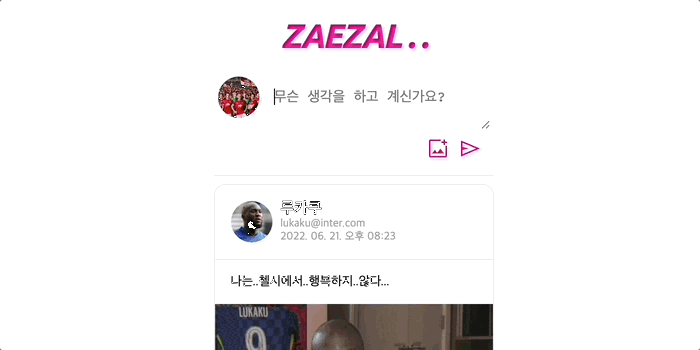 ZAEZAL..
무슨 생각을 하고 계신가요?
루카쿠
lukaku@inter.com
2022. 06. 21. 오후 08:23
나는..첼시에서..행복하지..않다...
LUKAKU
9